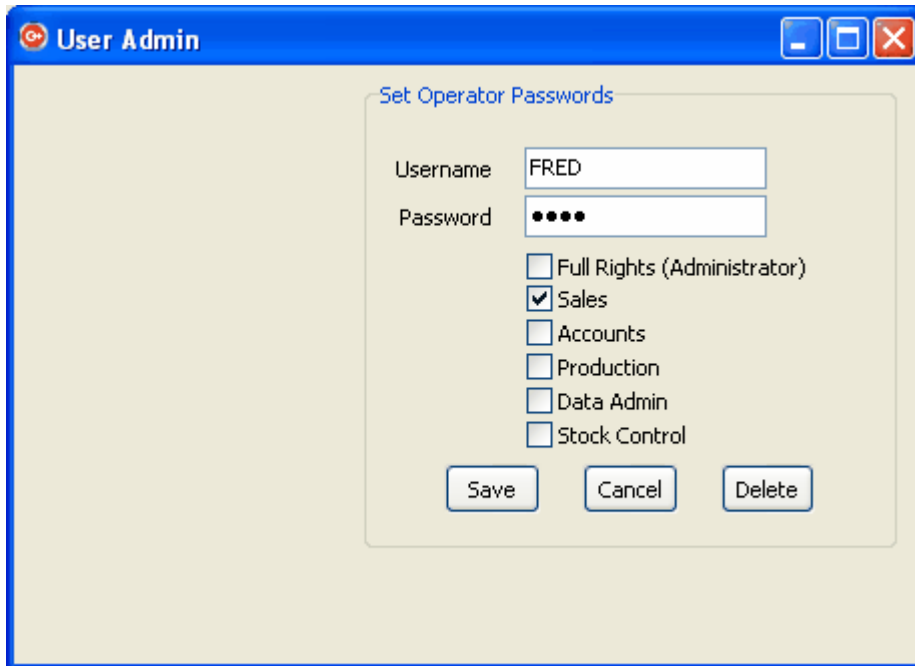 User Admin
Set Operator Passwords
Username FRED
Password ••••
Full Rights (Administrator)
Sales
Accounts
Production
Data Admin
Stock Control
Save Cancel Delete